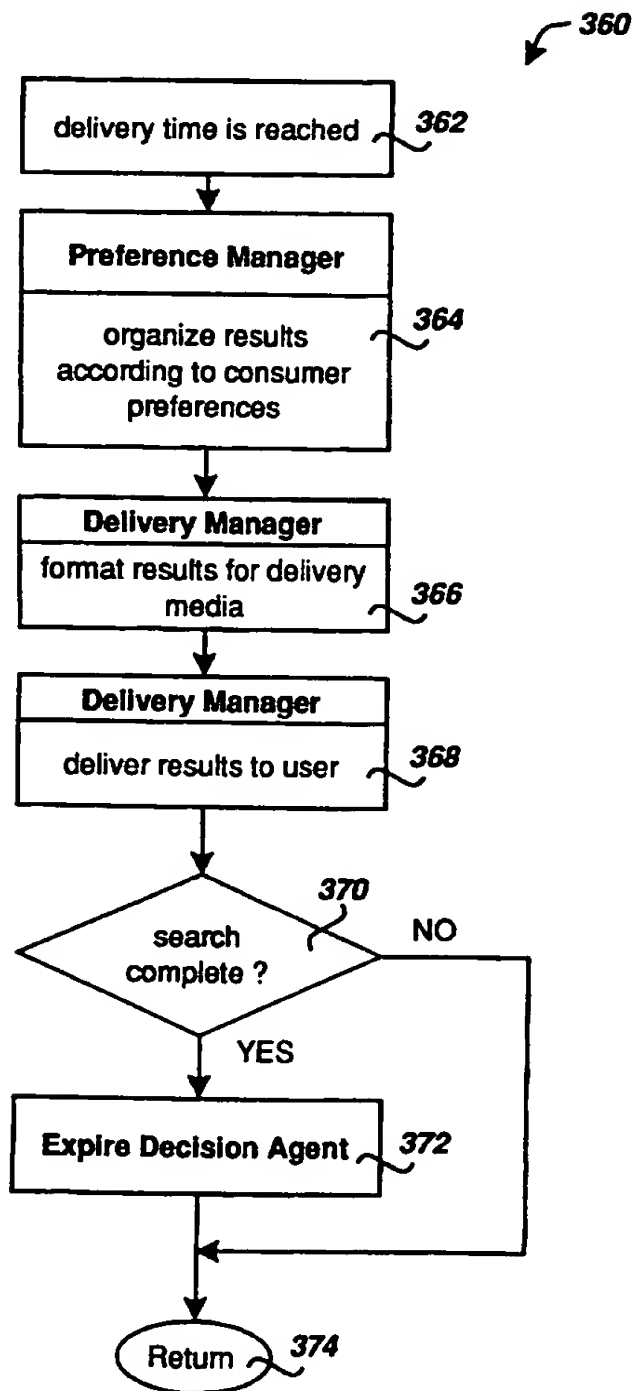 360
delivery time is reached
362
Preference Manager
364
organize results
according to consumer
preferences
Delivery Manager
format results for delivery
media
366
Delivery Manager
deliver results to user
368
370
search
complete ?
NO
YES
Expire Decision Agent
372
Return
374